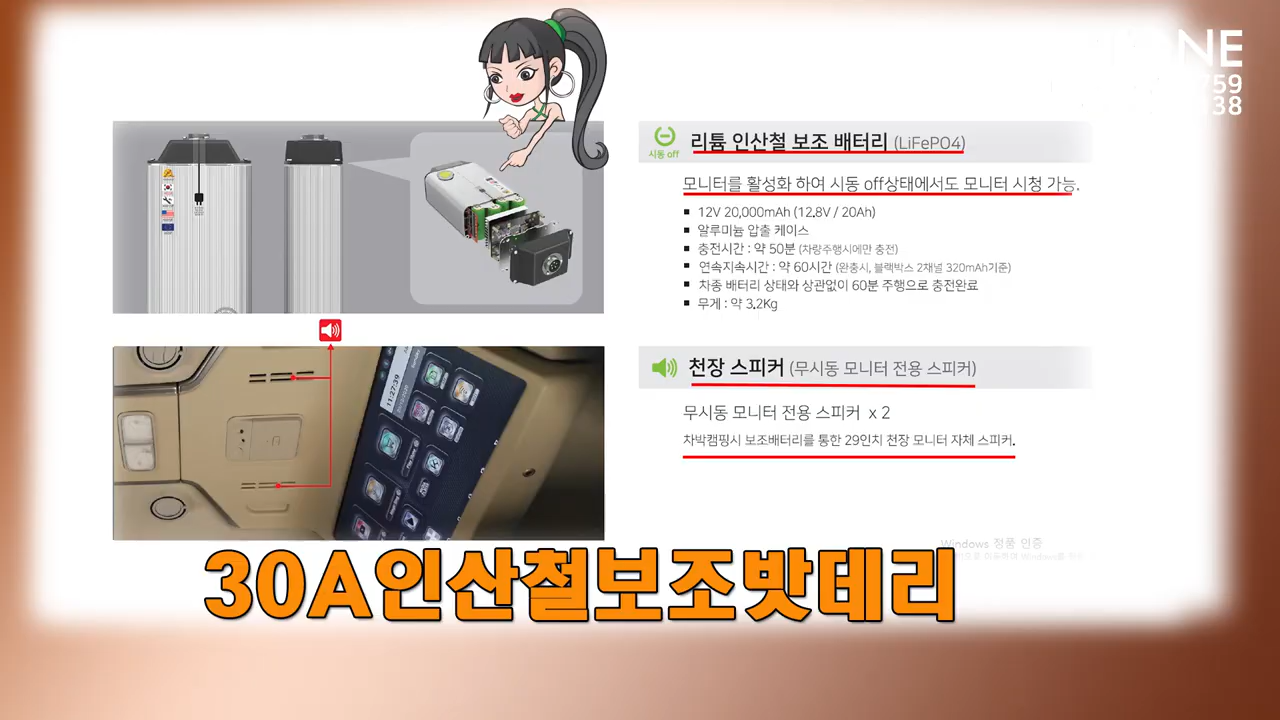 NE
759
38
시동 off
리튬 인산철 보조 배터리 (LiFePO4)
모니터를 활성화 하여 시동 off상태에서도 모니터 시청 가능.
12V 20,000mAh (12.8V / 20Ah)
알루미늄 압출 케이스
충전시간 : 약 50분 (차량주행시에만 충전)
연속지속시간 : 약 60시간 (완충시, 블랙박스 2채널 320mAh기준)
차종 배터리 상태와 상관없이 60분 주행으로 충전완료
무게 : 약 3.2Kg
11:27:39
천장 스피커 (무시동 모니터 전용 스피커)
무시동 모니터 전용 스피커 x 2
차박캠핑시 보조배터리를 통한 29인치 천장 모니터 자체 스피커.
Windows 정품 인증
30A인산철보조밧데리